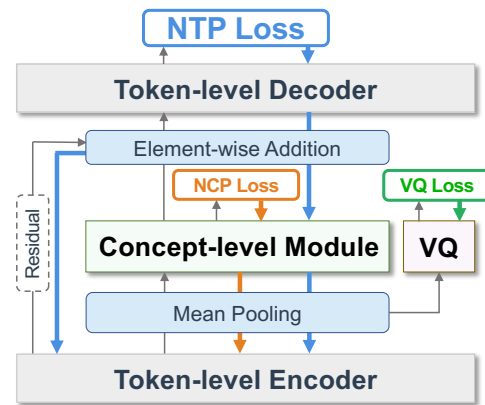 NTP Loss
Token-level Decoder
Element-wise Addition
NCP Loss
VQ Loss
Residual
Concept-level Module
VQ
Mean Pooling
Token-level Encoder